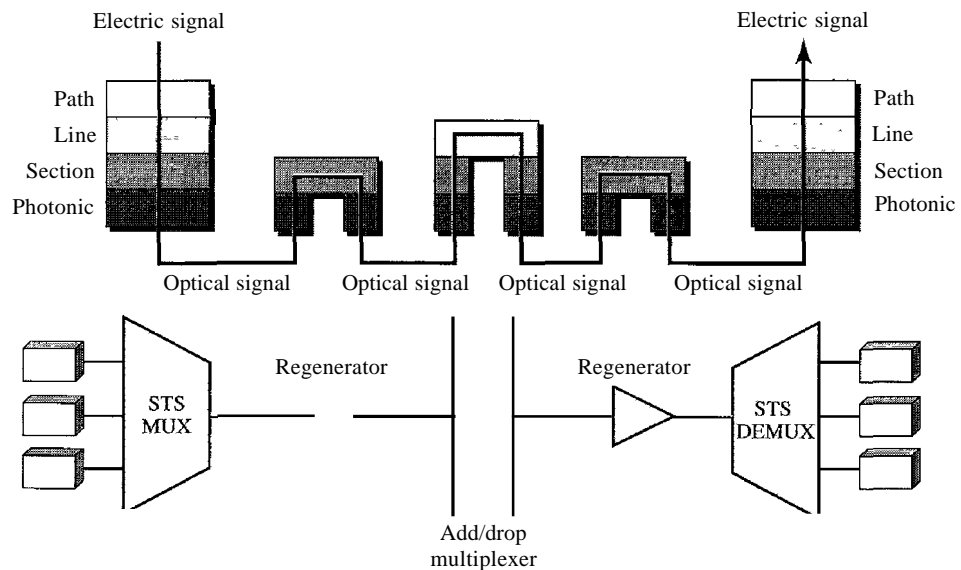 Electric signal
Electric signal
Path
Line
Section
Photonic
Path
Line
Section
Photonic
Optical signal
Optical signal
Optical signal
Optical signal
Regenerator
Regenerator
STS
MUX
STS
DEMUX
Add/drop
multiplexer